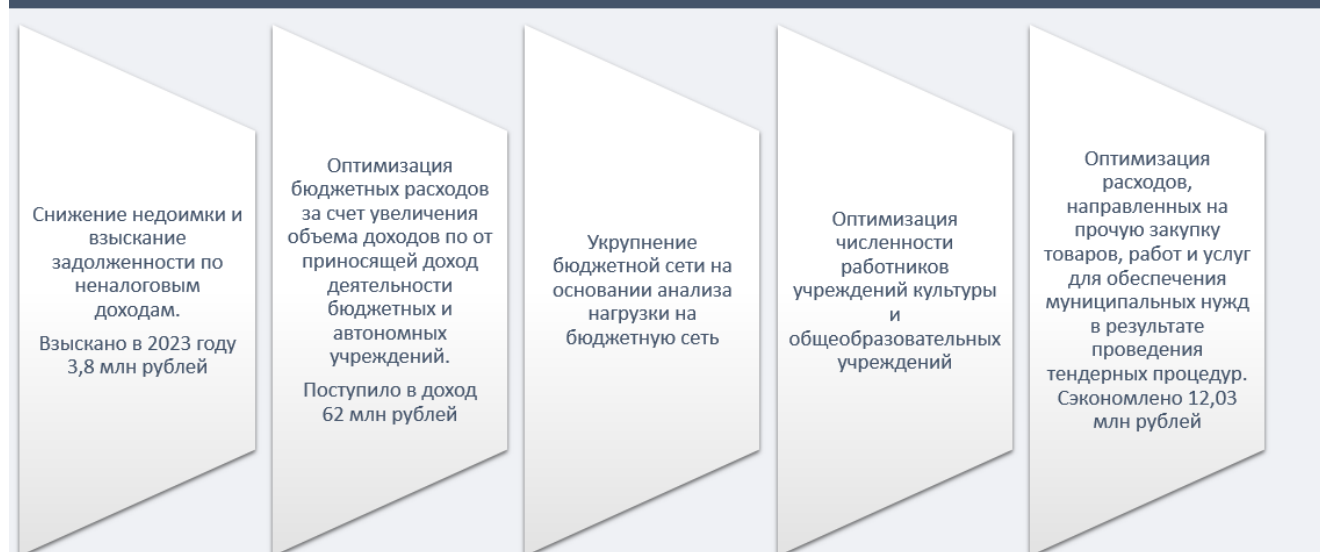 Снижение недоимки и
взыскание
задолженности по
неналоговым
доходам.
Взыскано в 2023 году
3,8 млн рублей
Оптимизация
бюджетных расходов
за счет увеличения
объема доходов по от
приносящей доход
деятельности
бюджетных и
автономных
учреждений.
Поступило в доход
62 млн рублей
Укрупнение
бюджетной сети на
основании анализа
нагрузки на
бюджетную сеть
Оптимизация
численности
работников
учреждений культуры
и
общеобразовательных
учреждений
Оптимизация
расходов,
направленных на
прочую закупку
товаров, работ и услуг
для обеспечения
муниципальных нужд
в результате
проведения
тендерных процедур.
Сэкономлено 12,03
млн рублей